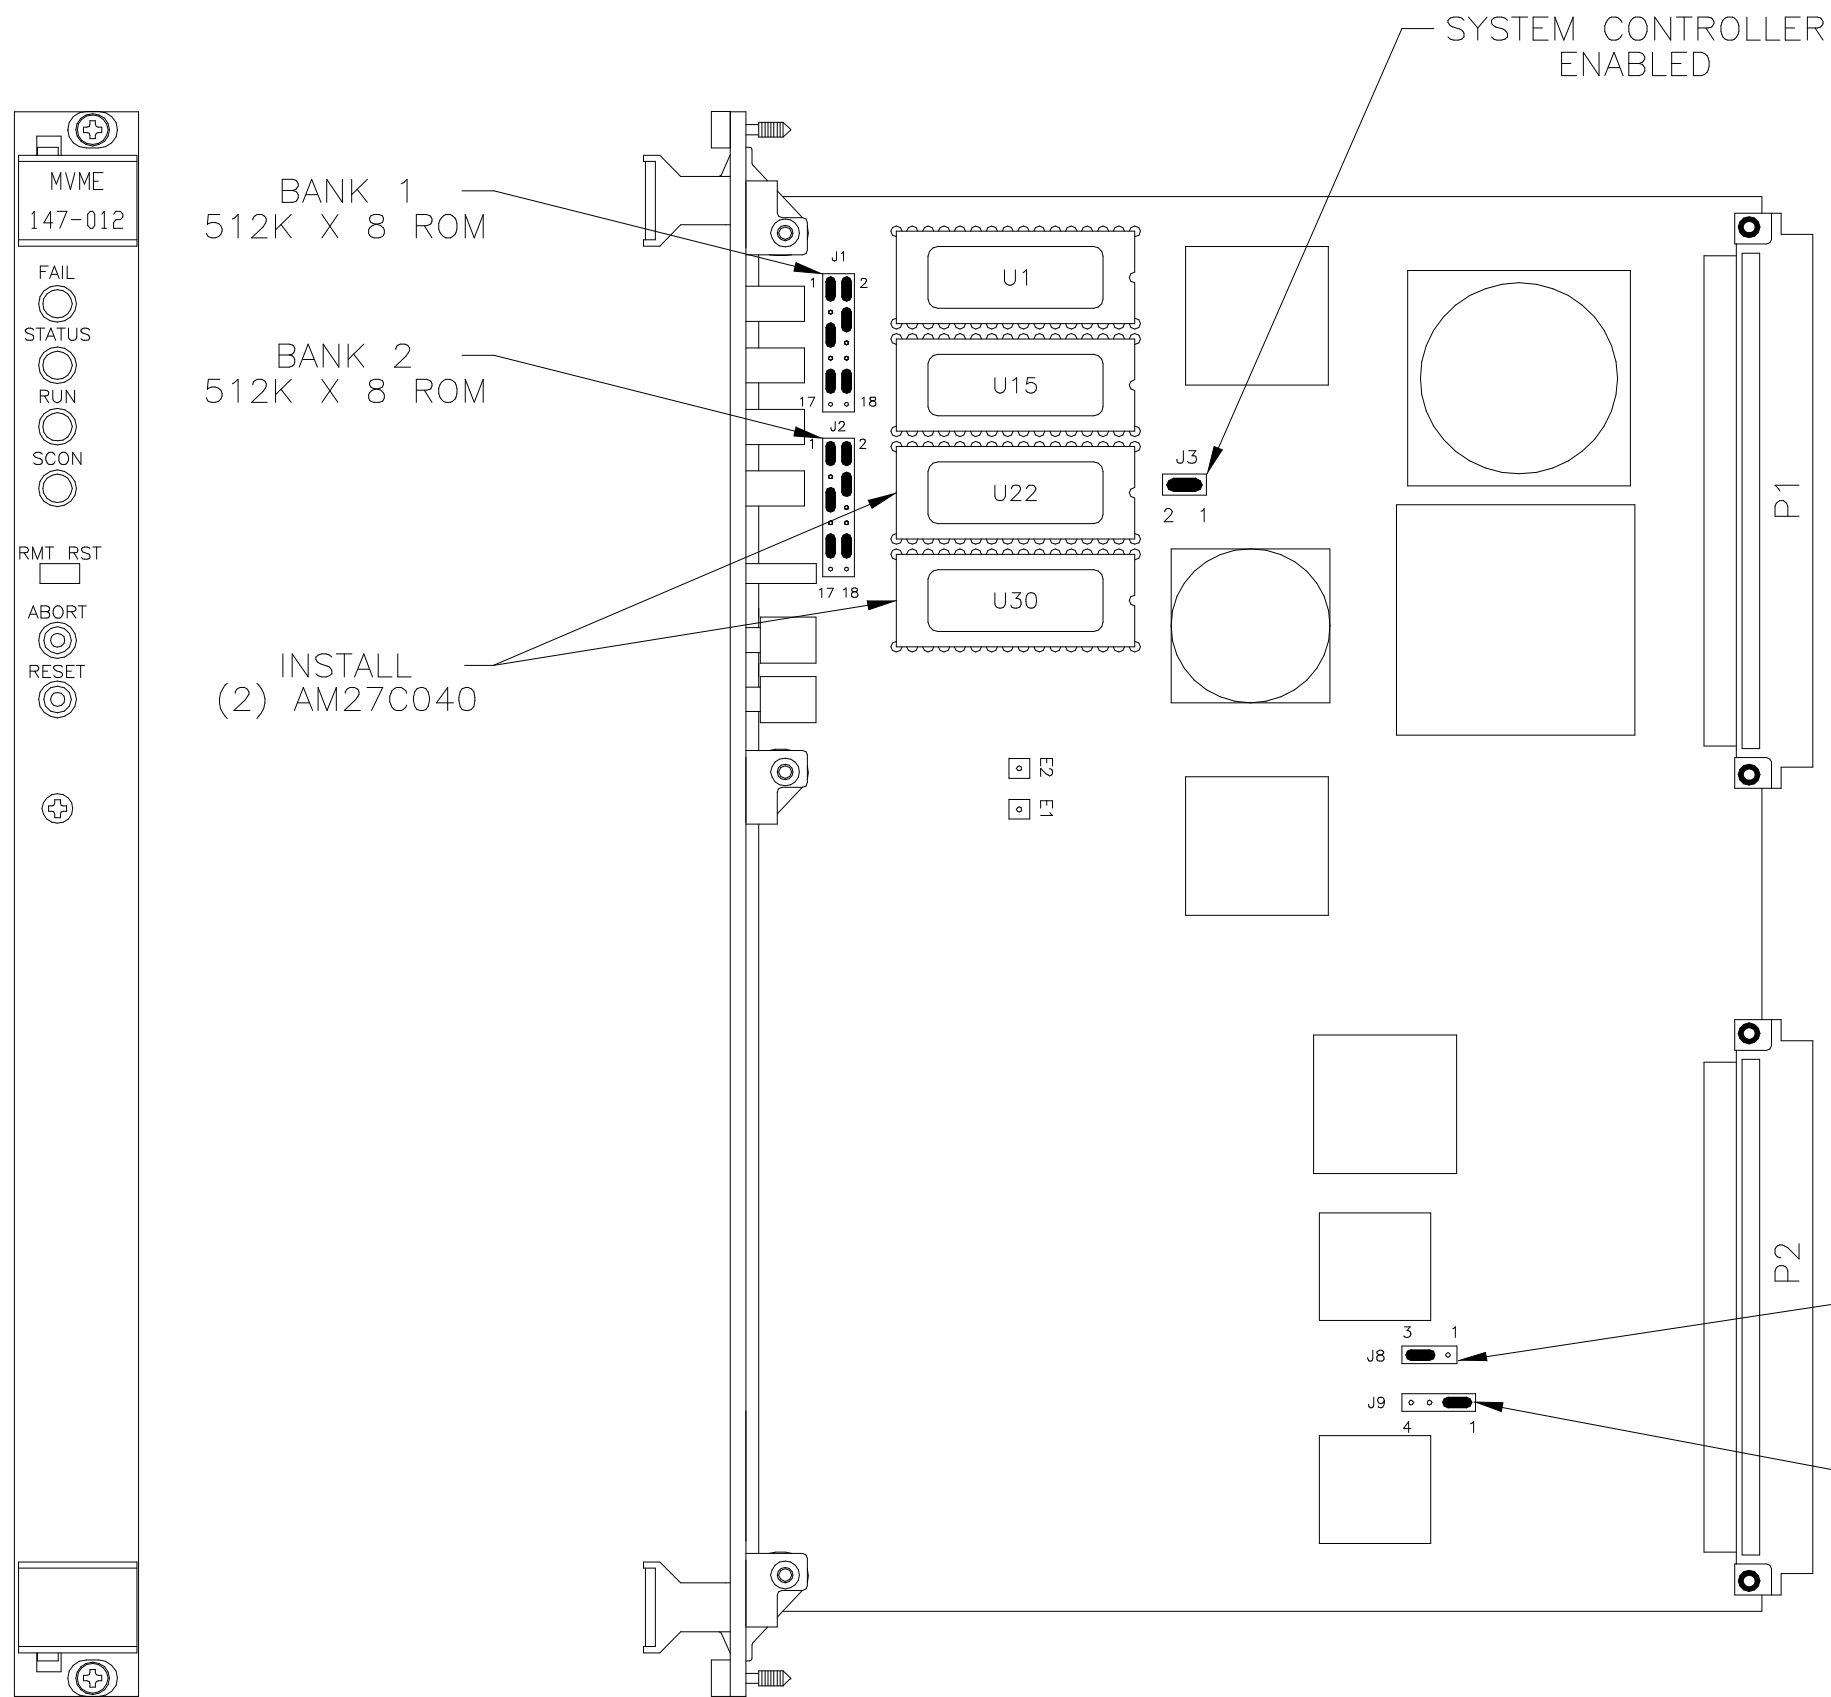 SYSTEM CONTROLLER
ENABLED
MVME
147-012
FAIL
STATUS
RUN
SCON
RMT RST
ABORT
RESET
BANK 1
512K X 8 ROM
BANK 2
512K X 8 ROM
INSTALL
(2) AM27C040
J1
1 2
17 18
J2
1 2
17 18
U1
U15
U22
U30
J3
2 1
E2
E1
P1
P2
3 1
J8
J9
4 1